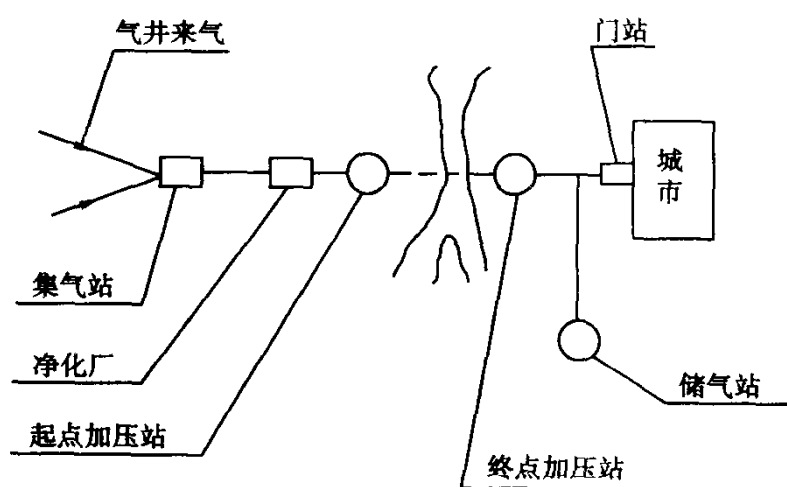 气井来气
门站
城
市
集气站
净化厂
储气站
起点加压站
终点加压站